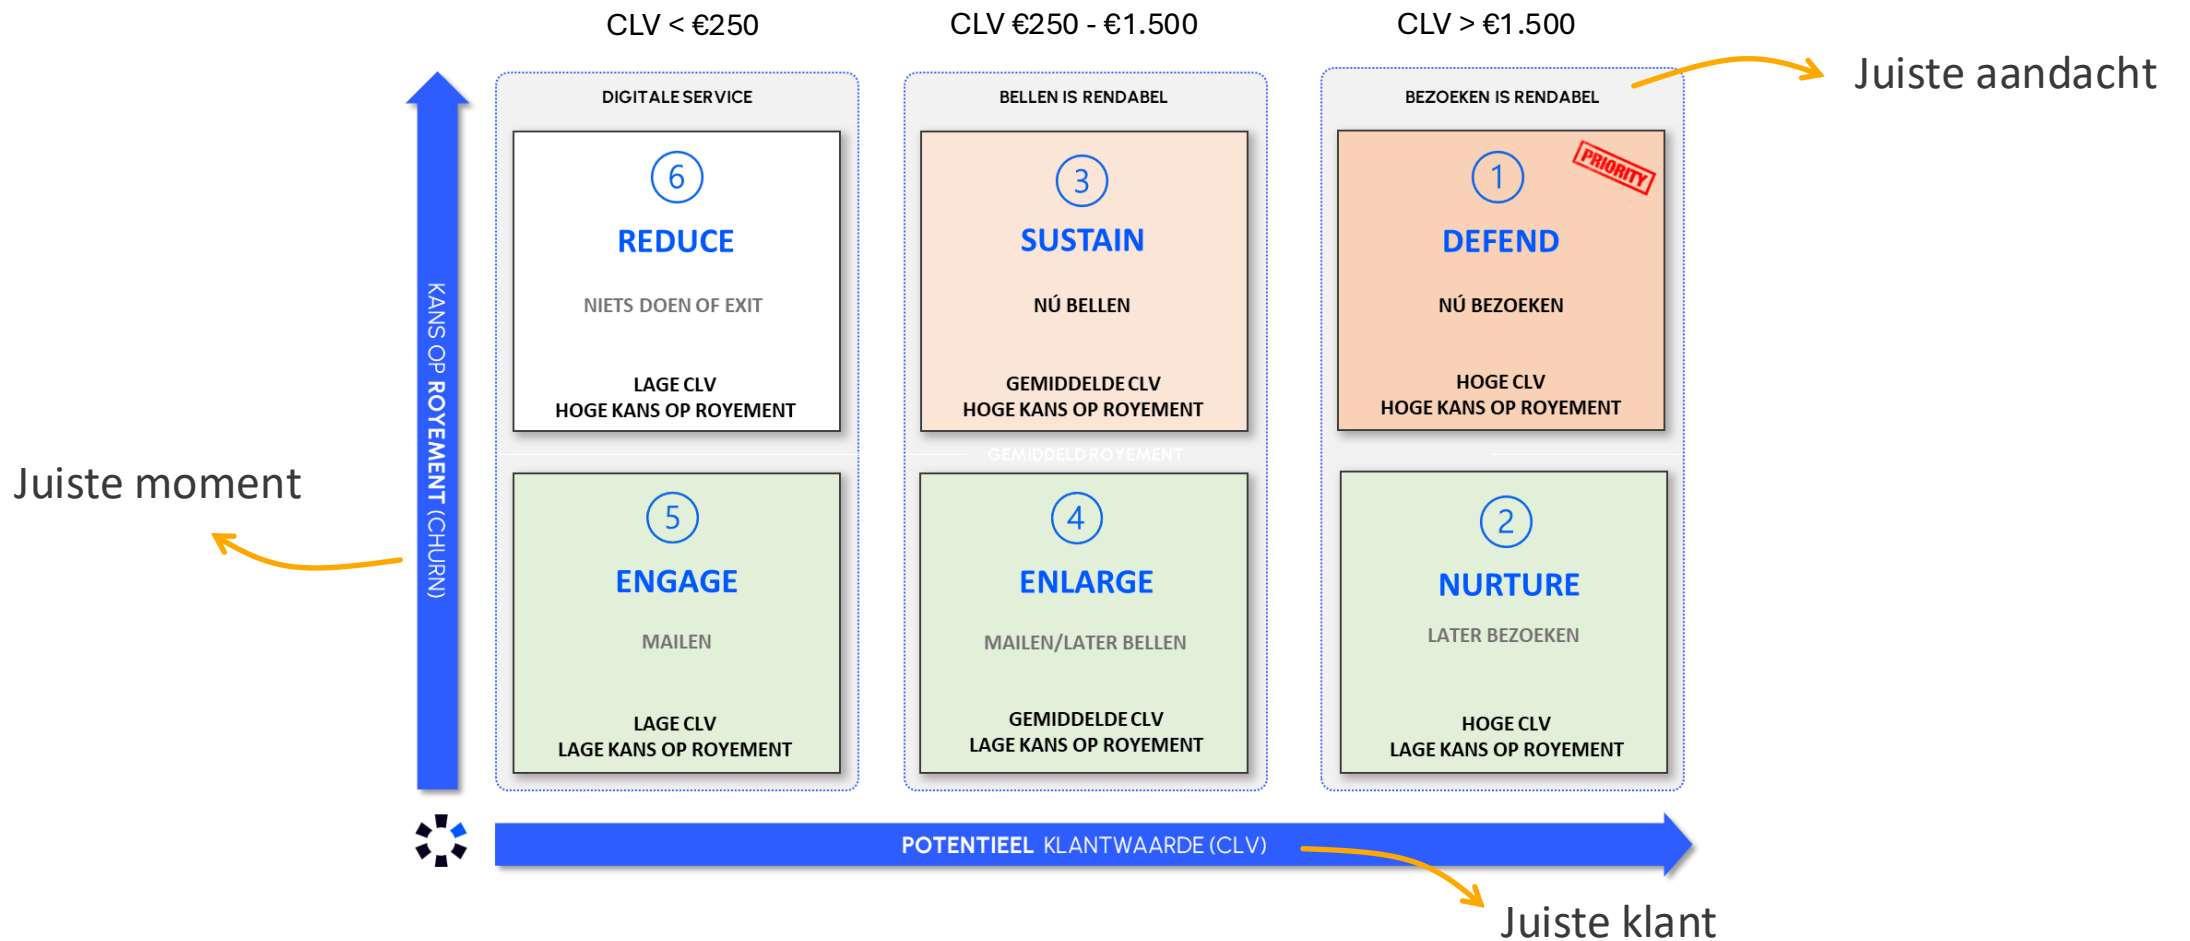 CLV < €250
CLV €250 - €1.500
CLV > €1.500
Juiste aandacht
DIGITALE SERVICE
BELLEN IS RENDABEL
BEZOEKEN IS RENDABEL
6
REDUCE
NIETS DOEN OF EXIT
LAGE CLV
HOGE KANS OP ROYEMENT
3
SUSTAIN
NÚ BELLEN
GEMIDDELDE CLV
HOGE KANS OP ROYEMENT
1
PRIORITY
DEFEND
NÚ BEZOEKEN
HOGE CLV
HOGE KANS OP ROYEMENT
KANS OP ROYEMENT (CHURN)
Juiste moment
GEMIDDELD ROYEMENT
5
ENGAGE
MAILEN
LAGE CLV
LAGE KANS OP ROYEMENT
4
ENLARGE
MAILEN/LATER BELLEN
GEMIDDELDE CLV
LAGE KANS OP ROYEMENT
2
NURTURE
LATER BEZOEKEN
HOGE CLV
LAGE KANS OP ROYEMENT
POTENTIEEL KLANTWAARDE (CLV)
Juiste klant